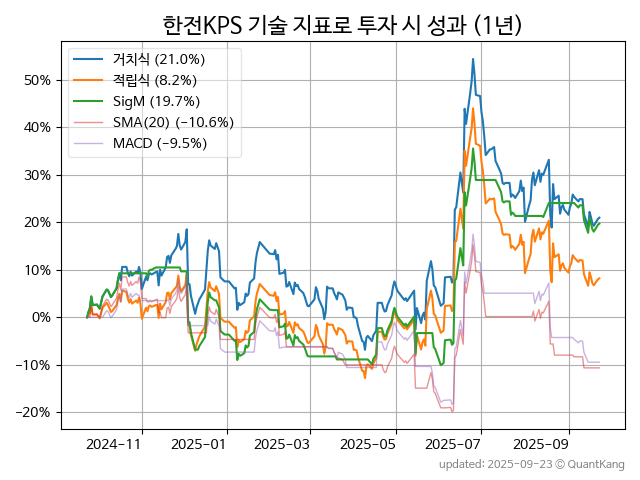 한전KPS 기술 지표로 투자 시 성과 (1년)
거치식 (21.0%)
적립식 (8.2%)
SigM (19.7%)
SMA(20) (−10.6%)
MACD (−9.5%)
50%
40%
30%
20%
10%
0%
−10%
−20%
2024−11 2025−01 2025−03 2025−05 2025−07 2025−09
updated: 2025-09-23 © QuantKang